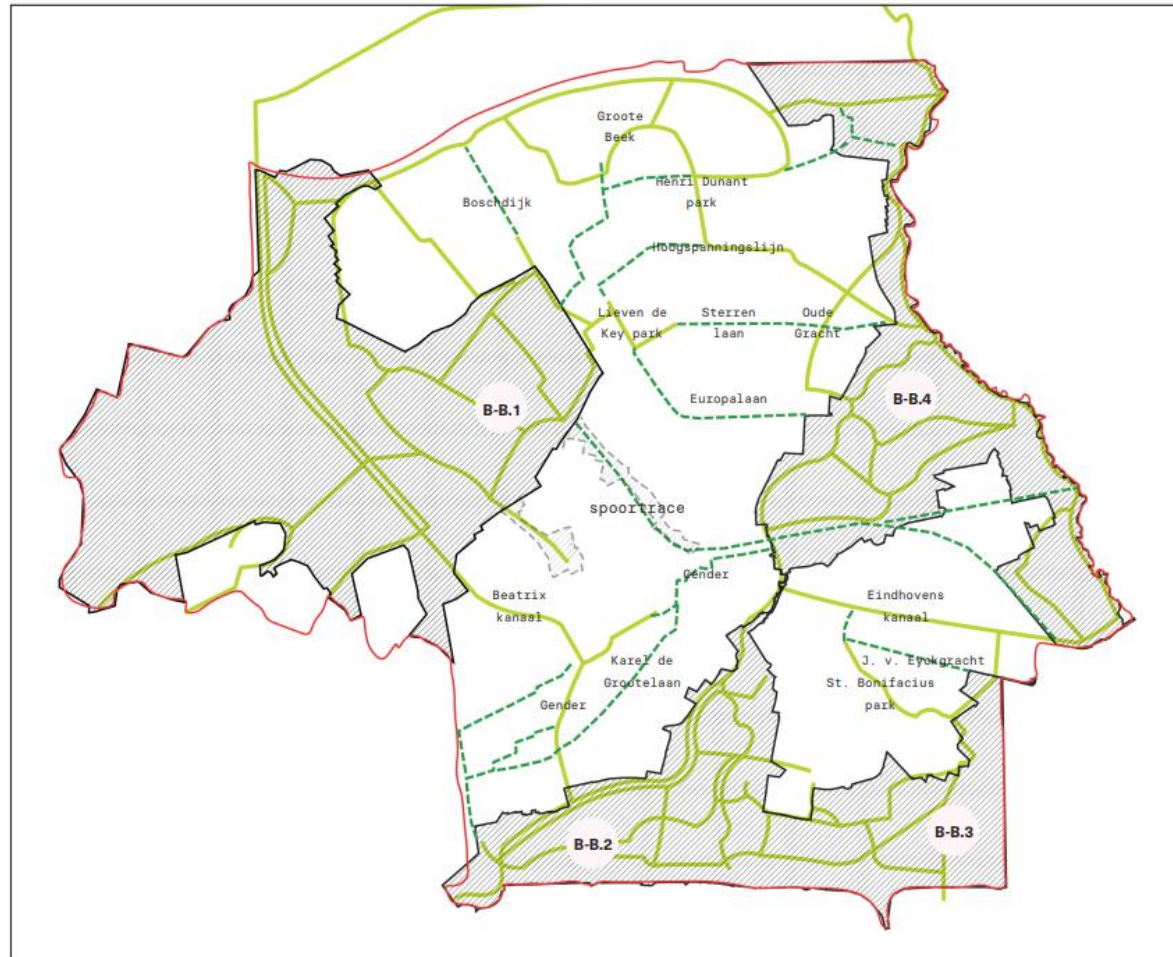 Groote
Beek
Henri Dunant
park
Boschdijk
Hoogspanningslijn
Lieven de
Key park
Sterren
laan
Oude
Gracht
Europalaan
B-B.1
B-B.4
spoortrace
Gender
Beatrix
kanaal
Eindhovens
kanaal
Karel de
Grootelaan
J. v. Eyckgracht
St. Bonifacius
park
Gender
B-B.2
B-B.3